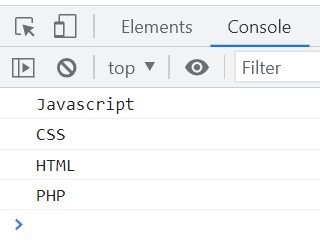 Elements Console
top Filter
Javascript
CSS
HTML
PHP